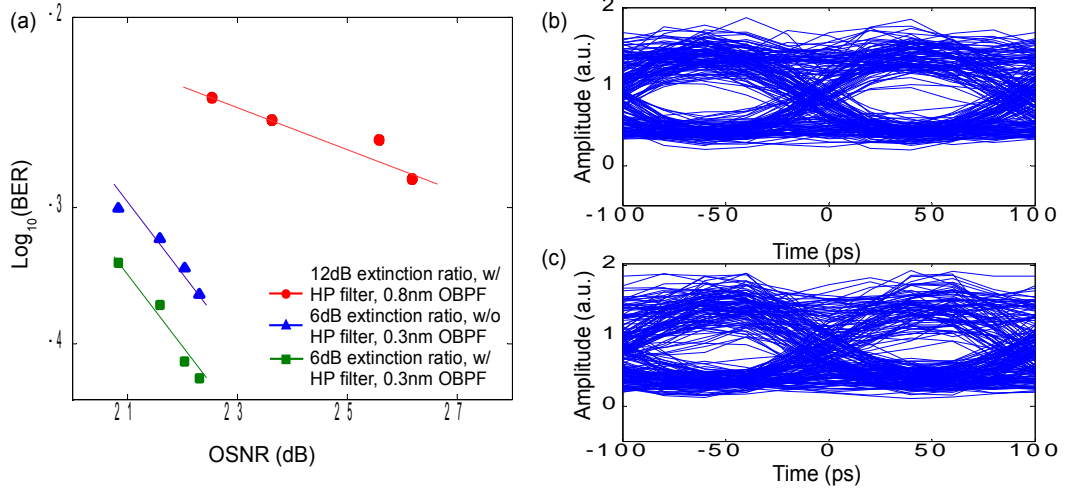 (a)
-2
-3
-4
Log10(BER)
21 23 25 27
OSNR (dB)
12dB extinction ratio, w/
HP filter, 0.8nm OBPF
6dB extinction ratio, w/o
HP filter, 0.3nm OBPF
6dB extinction ratio, w/
HP filter, 0.3nm OBPF
(b)
2
1
0
Amplitude (a.u.)
-100 -50 0 50 100
Time (ps)
(c)
2
1
0
Amplitude (a.u.)
-100 -50 0 50 100
Time (ps)